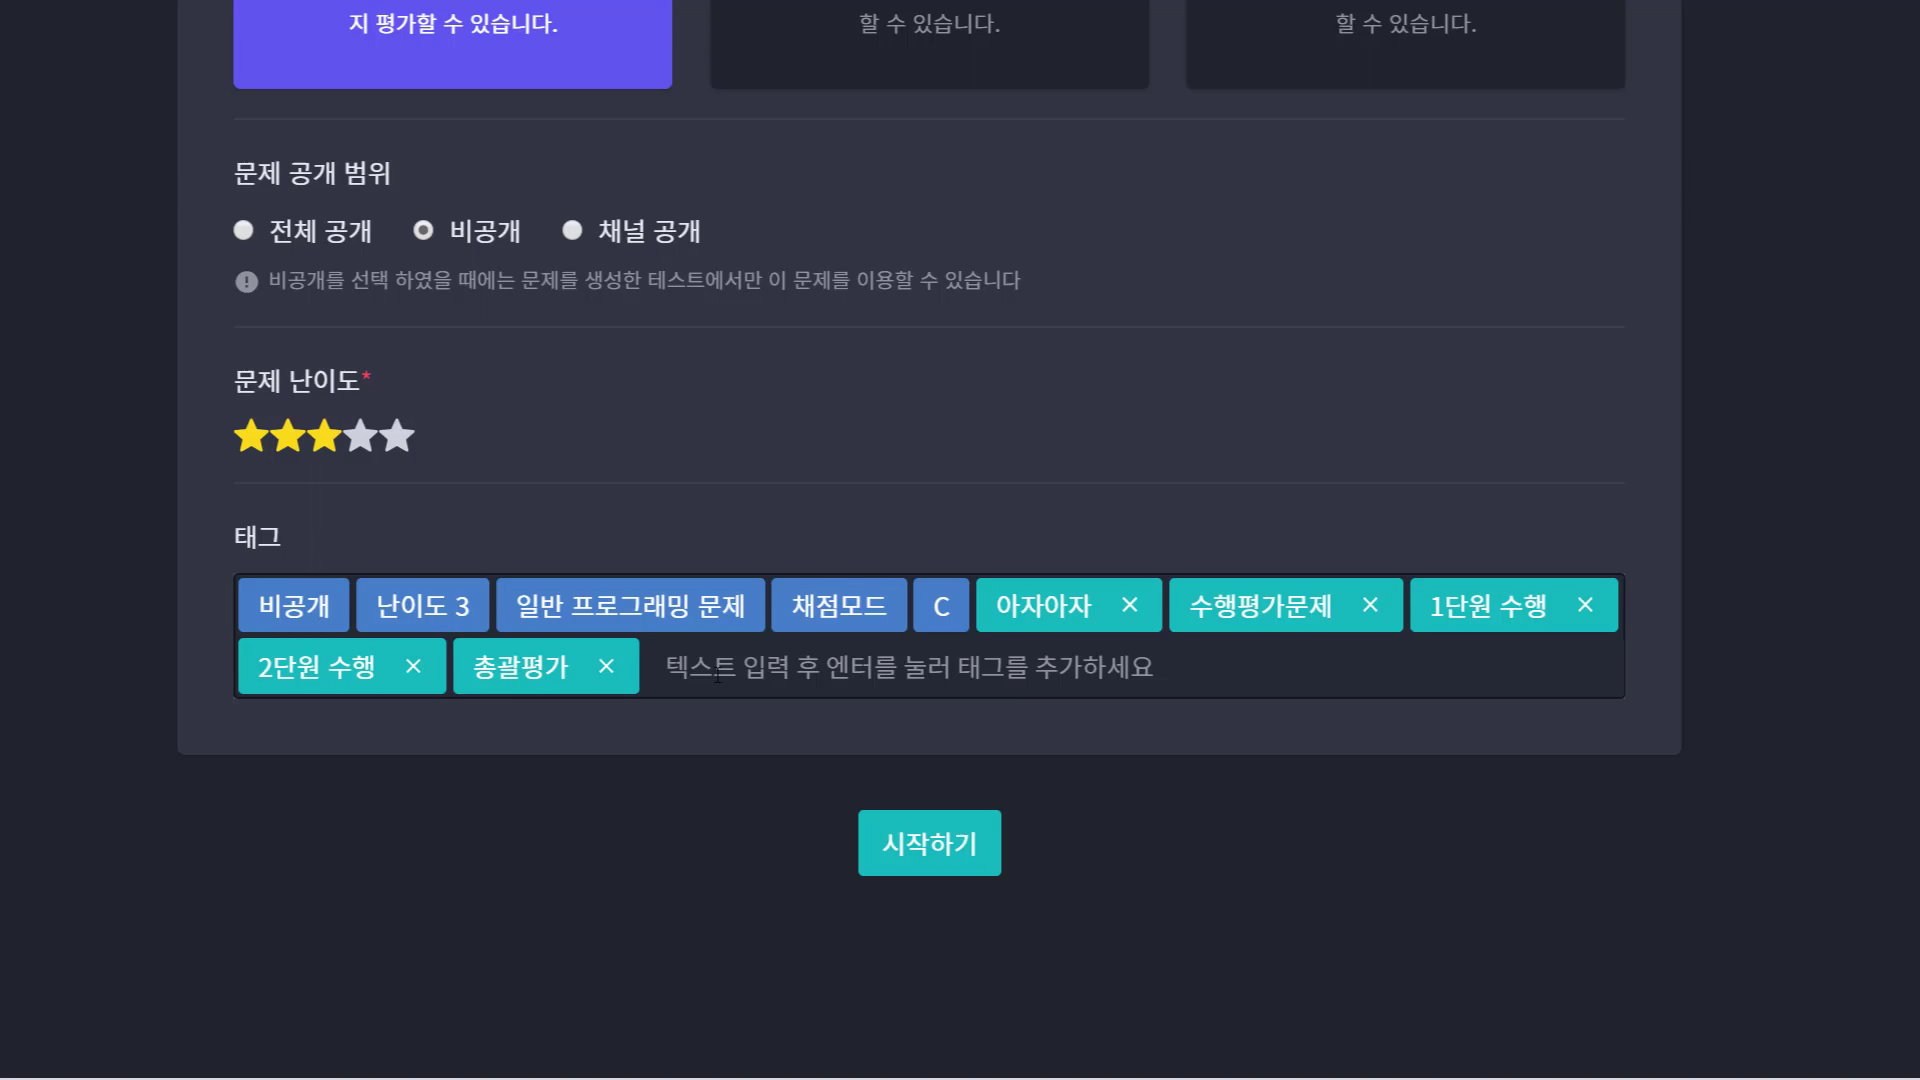 지 평가할 수 있습니다.
할 수 있습니다.
할 수 있습니다.
문제 공개 범위
전체 공개 비공개 채널 공개
비공개를 선택 하였을 때에는 문제를 생성한 테스트에서만 이 문제를 이용할 수 있습니다
문제 난이도*
태그
비공개 난이도 3 일반 프로그래밍 문제 채점모드 C 아자아자 × 수행평가문제 × 1단원 수행 ×
2단원 수행 × 총괄평가 × 텍스트 입력 후 엔터를 눌러 태그를 추가하세요
시작하기